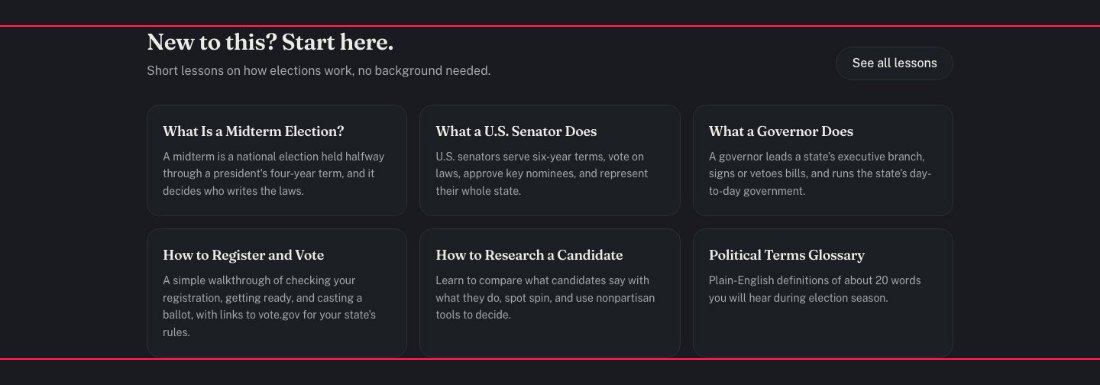 New to this? Start here.
Short lessons on how elections work, no background needed.
See all lessons
What Is a Midterm Election?
A midterm is a national election held halfway
through a president's four-year term, and it
decides who writes the laws.
What a U.S. Senator Does
U.S. senators serve six-year terms, vote on
laws, approve key nominees, and represent
their whole state.
What a Governor Does
A governor leads a state's executive branch,
signs or vetoes bills, and runs the state's day-
to-day government.
How to Register and Vote
A simple walkthrough of checking your
registration, getting ready, and casting a
ballot, with links to vote.gov for your state's
rules.
How to Research a Candidate
Learn to compare what candidates say with
what they do, spot spin, and use nonpartisan
tools to decide.
Political Terms Glossary
Plain-English definitions of about 20 words
you will hear during election season.